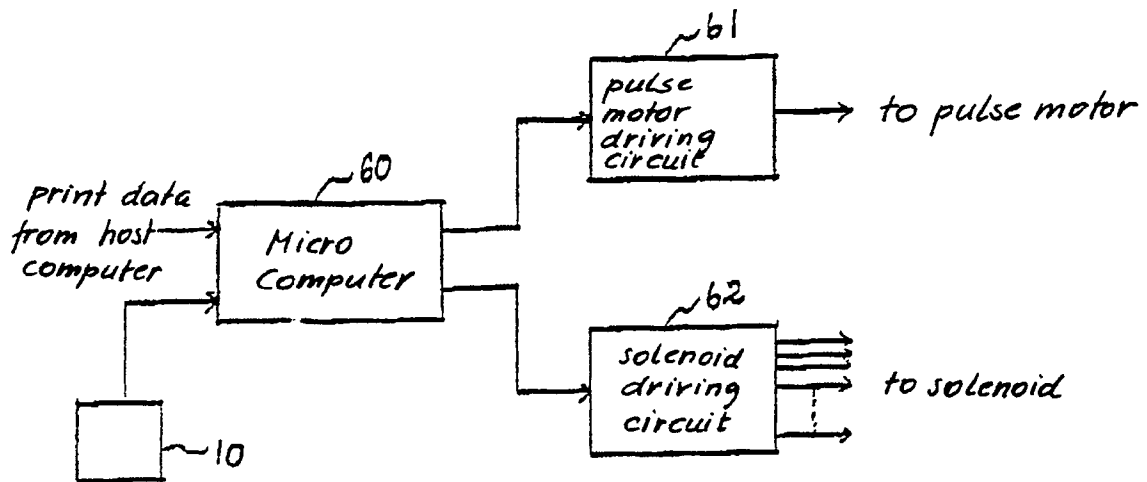 61
pulse
motor
driving
circuit
to pulse motor
60
print data
from host
computer
Micro
Computer
62
solenoid
driving
circuit
to solenoid
10